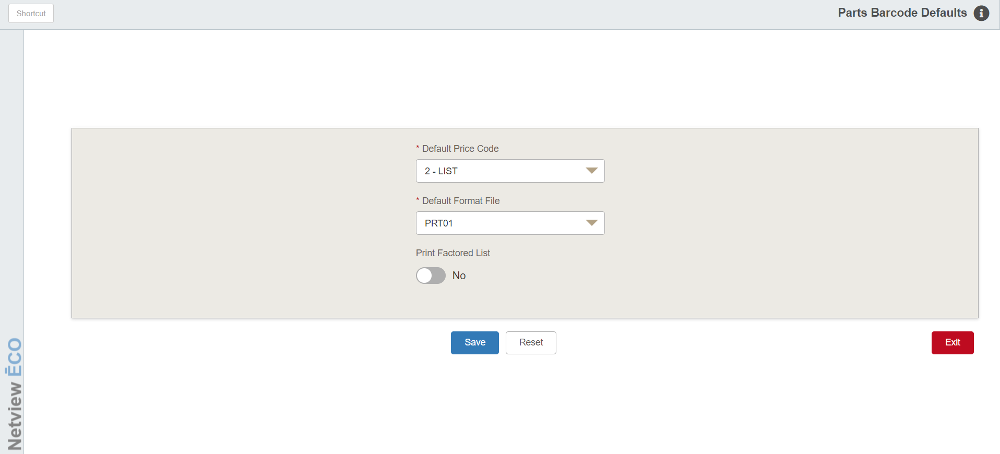 Shortcut
Parts Barcode Defaults
* Default Price Code
2 - LIST
* Default Format File
PRT01
Print Factored List
No
Save
Reset
Exit
Netview ĒCO